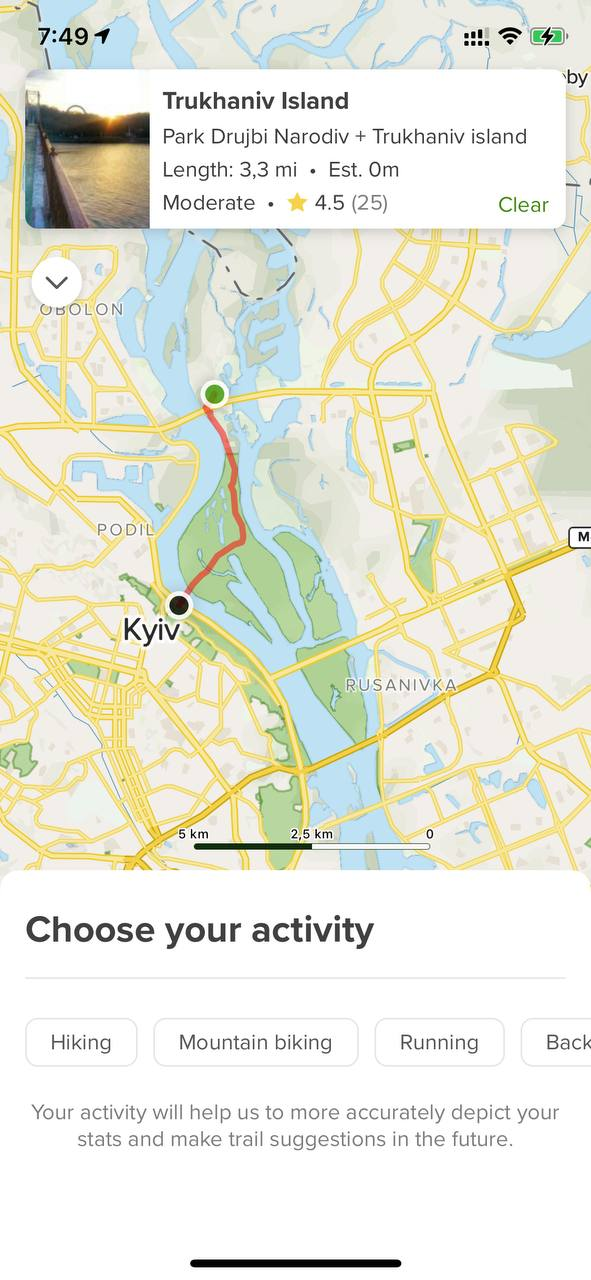 7:49
by
Trukhaniv Island
Park Drujbi Narodiv + Trukhaniv island
Length: 3,3 mi • Est. 0m
Moderate • 4.5 (25)
Clear
OBOLON
PODIL
M
Kyiv
RUSANIVKA
5 km 2,5 km 0
Choose your activity
Hiking Mountain biking Running Back
Your activity will help us to more accurately depict your
stats and make trail suggestions in the future.